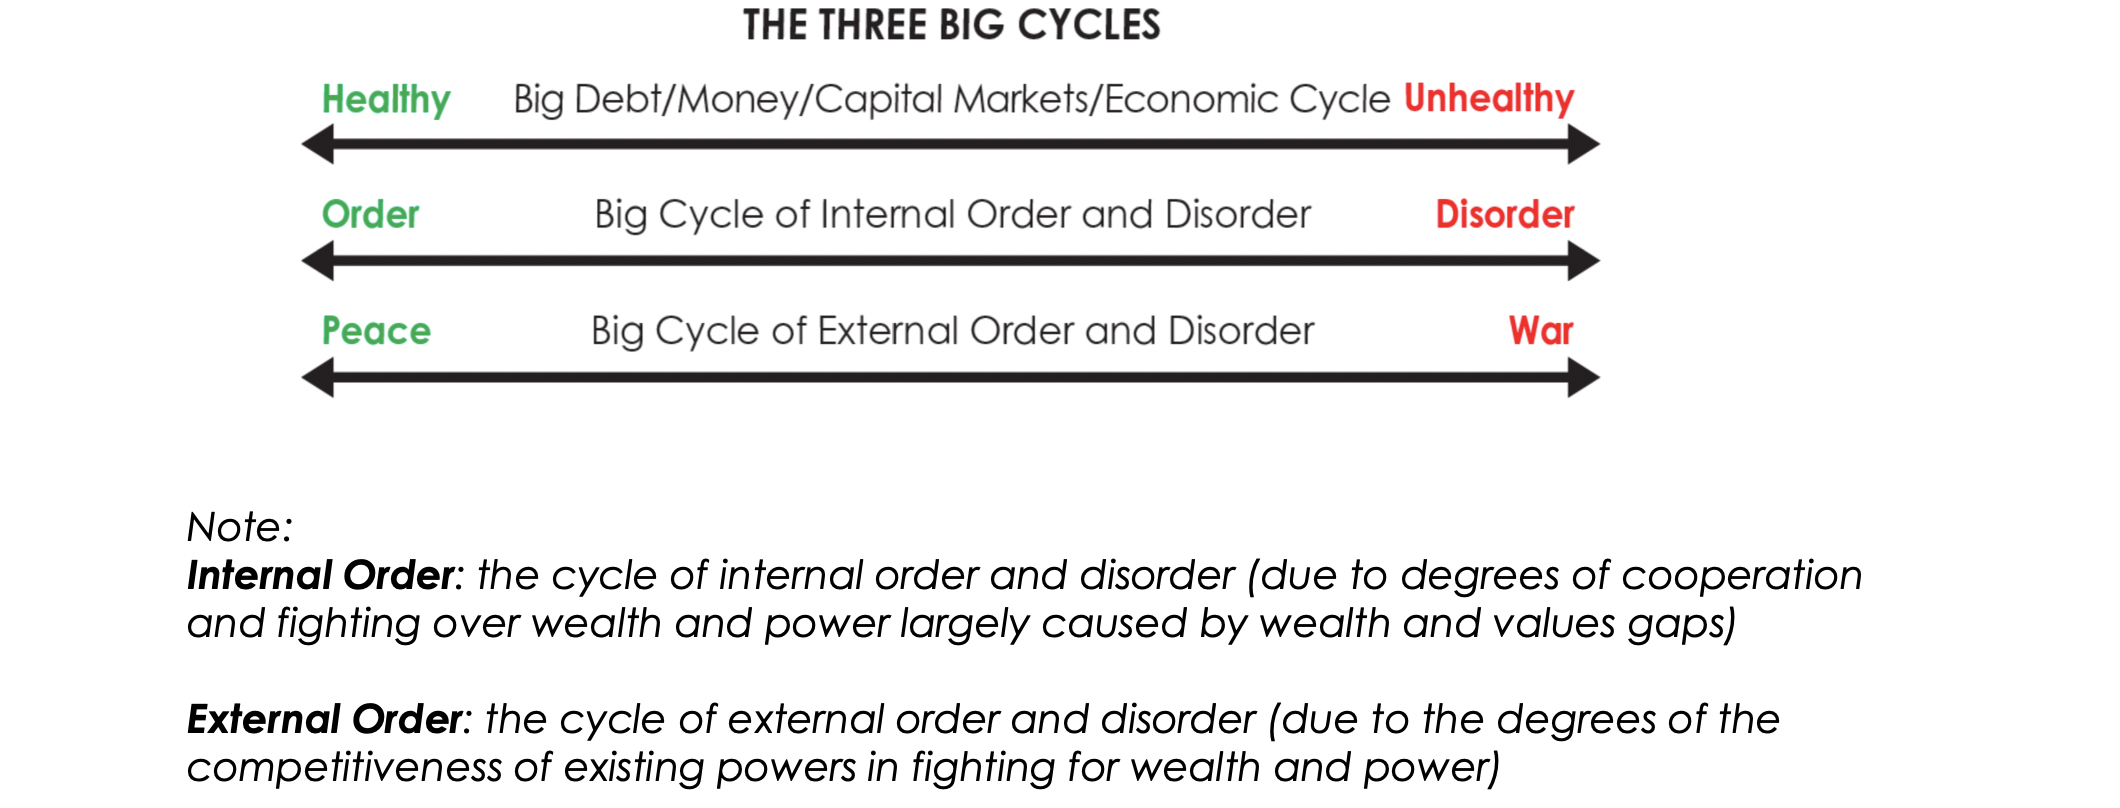 THE THREE BIG CYCLES
Healthy Big Debt/Money/Capital Markets/Economic Cycle Unhealthy
Order Big Cycle of Internal Order and Disorder Disorder
Peace Big Cycle of External Order and Disorder War
Note:
Internal Order: the cycle of internal order and disorder (due to degrees of cooperation
and fighting over wealth and power largely caused by wealth and values gaps)
External Order: the cycle of external order and disorder (due to the degrees of the
competitiveness of existing powers in fighting for wealth and power)